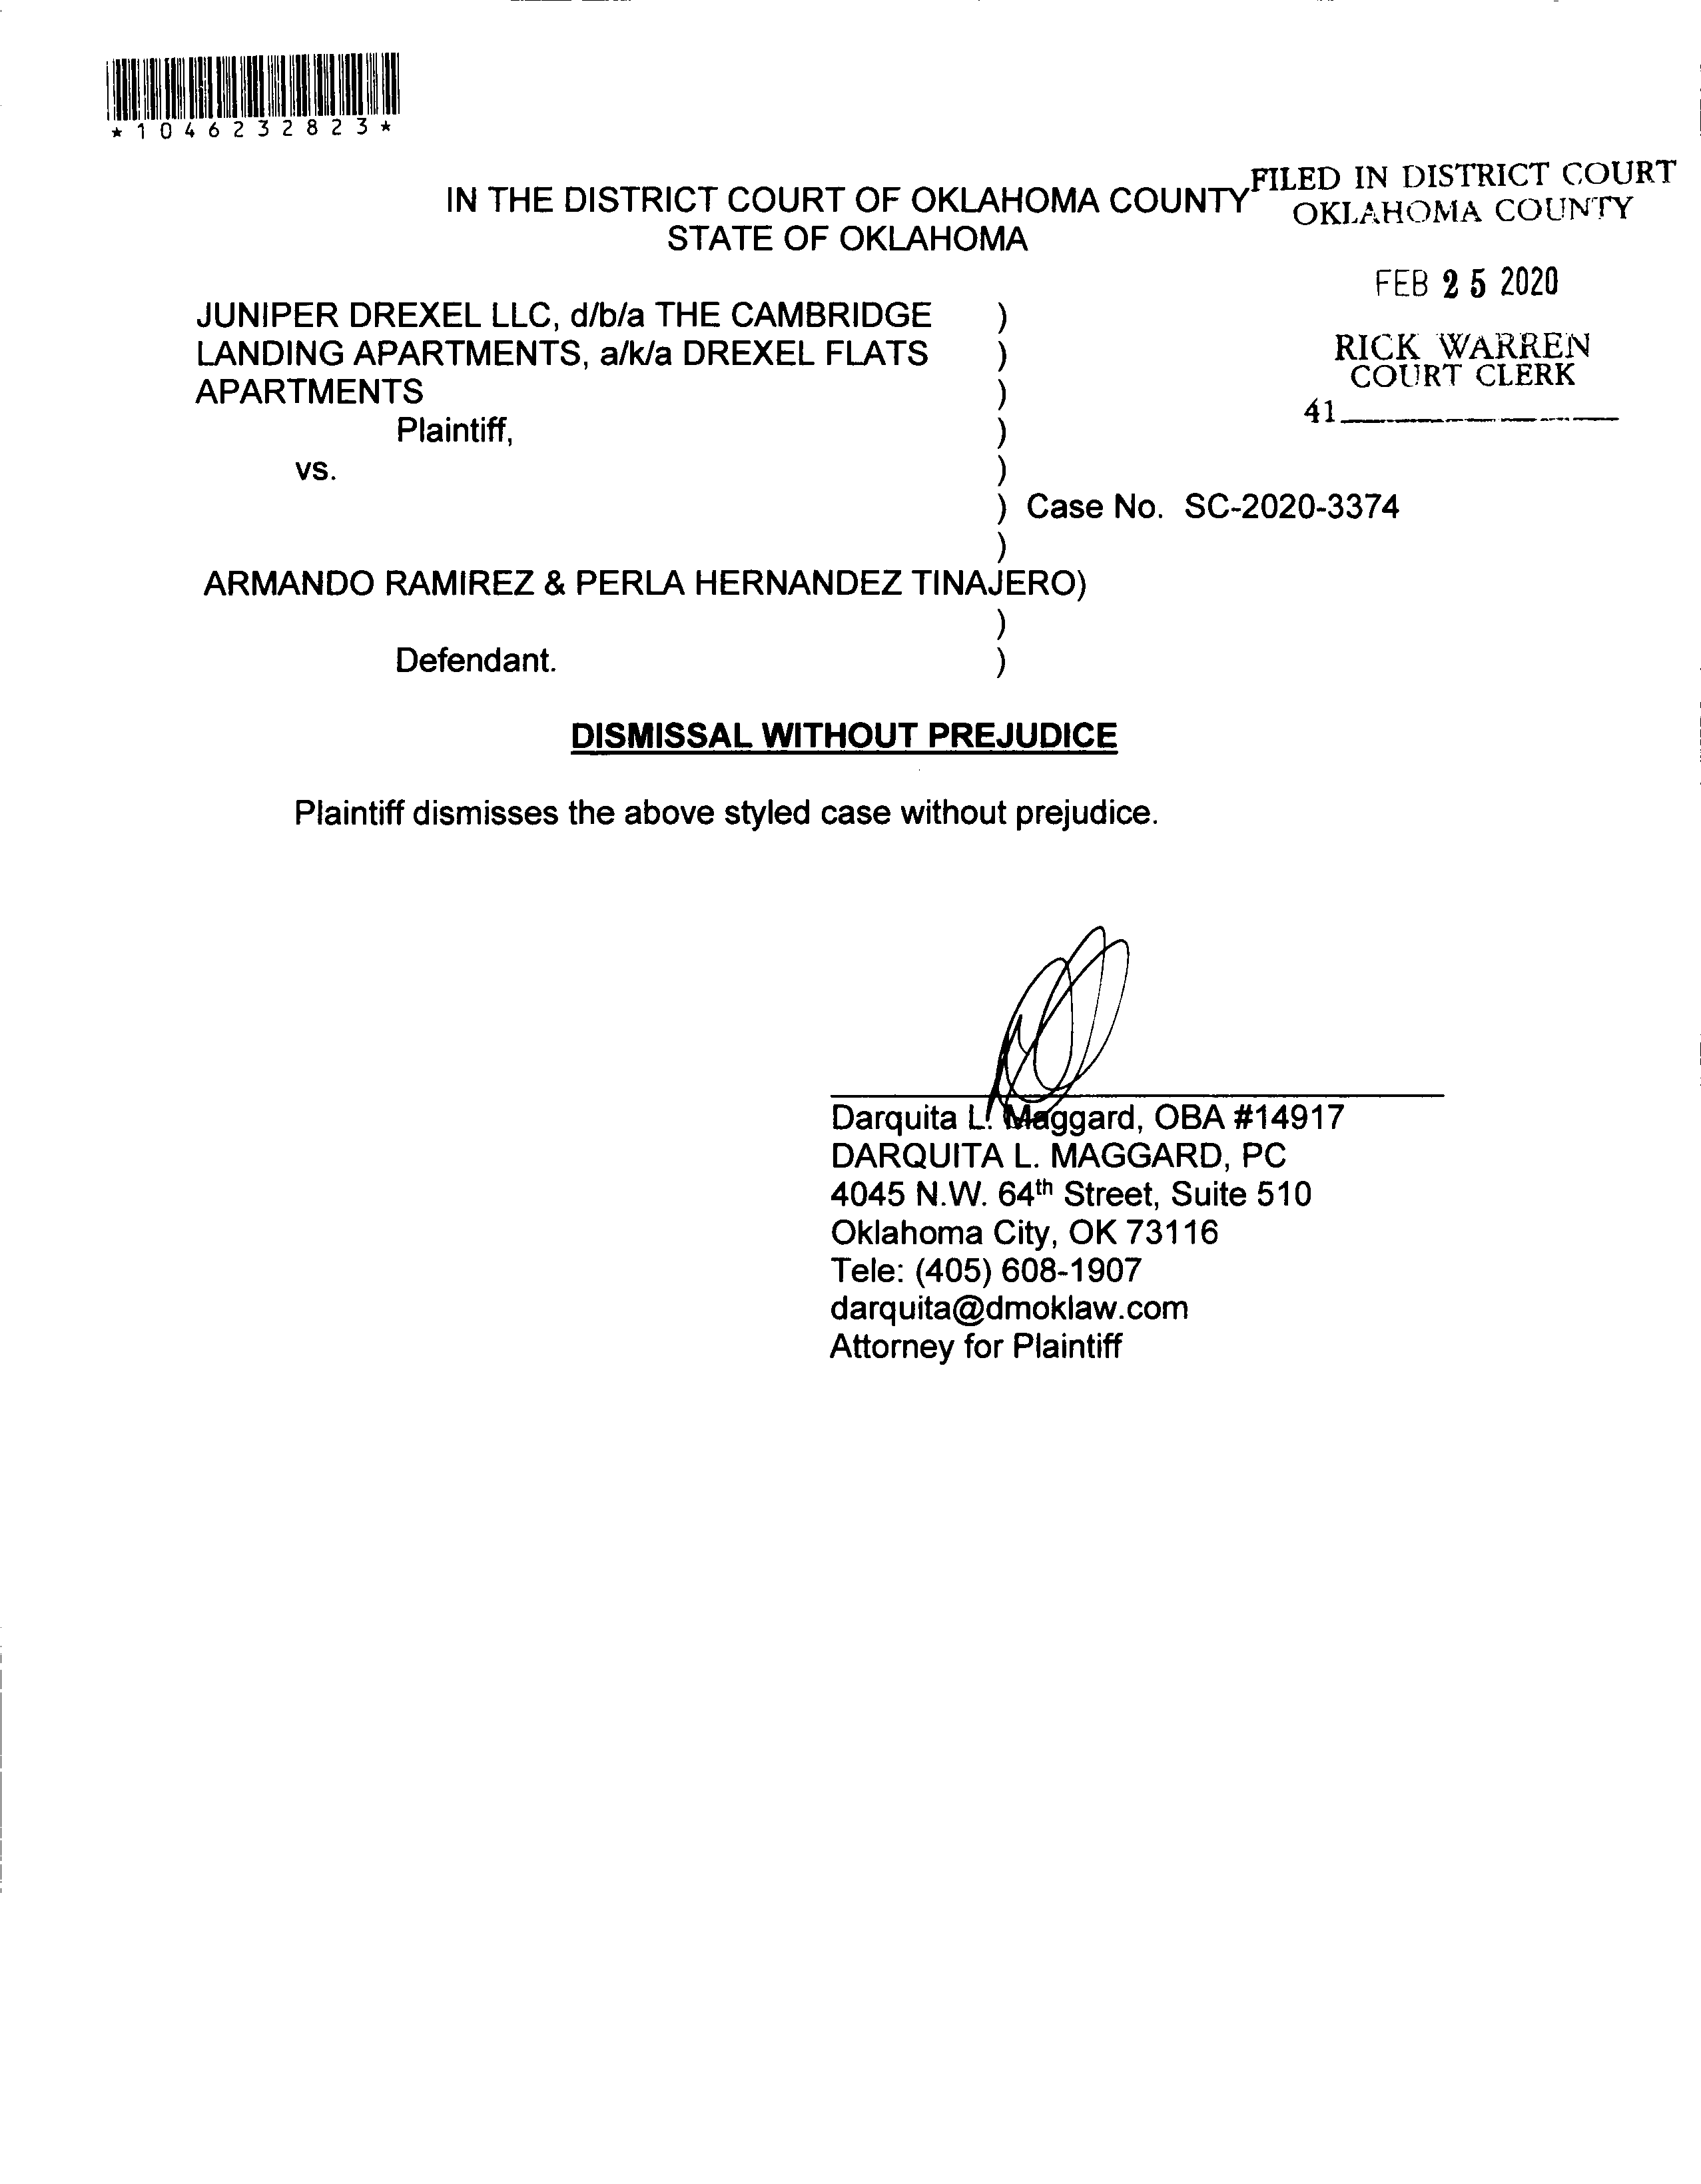 *1046232823*
IN THE DISTRICT COURT OF OKLAHOMA COUNTY
STATE OF OKLAHOMA
FILED IN DISTRICT COURT
OKLAHOMA COUNTY
FEB 25 2020
RICK WARREN
COURT CLERK
41
JUNIPER DREXEL LLC, d/b/a THE CAMBRIDGE )
LANDING APARTMENTS, a/k/a DREXEL FLATS )
APARTMENTS )
Plaintiff, )
vs. )
) Case No. SC-2020-3374
)
ARMANDO RAMIREZ & PERLA HERNANDEZ TINAJERO)
)
Defendant. )
DISMISSAL WITHOUT PREJUDICE
Plaintiff dismisses the above styled case without prejudice.
Darquita L. Maggard, OBA #14917
DARQUITA L. MAGGARD, PC
4045 N.W. 64th Street, Suite 510
Oklahoma City, OK 73116
Tele: (405) 608-1907
darquita@dmoklaw.com
Attorney for Plaintiff